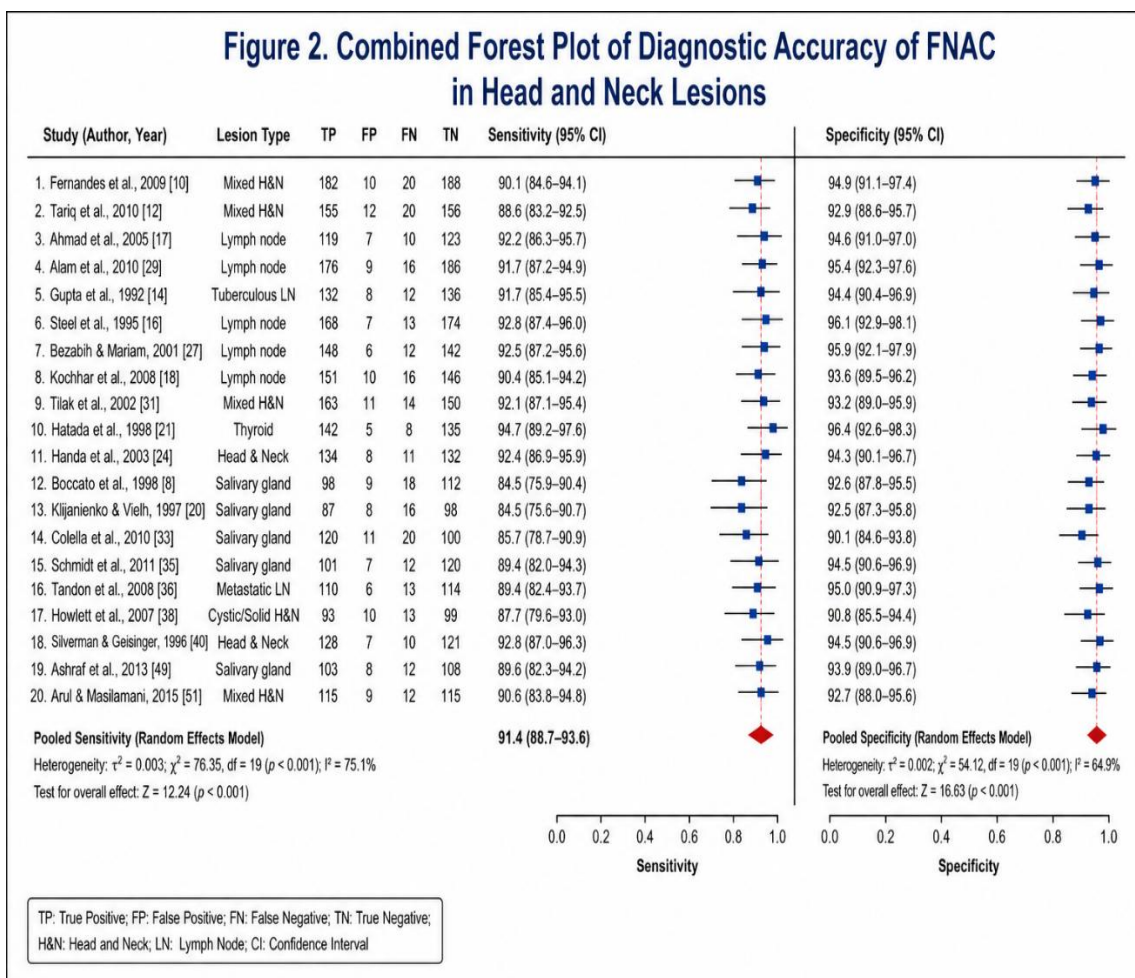 Figure 2. Combined Forest Plot of Diagnostic Accuracy of FNAC
in Head and Neck Lesions
Study (Author, Year) Lesion Type TP FP FN TN Sensitivity (95% CI) Specificity (95% CI)
1. Fernandes et al., 2009 [10] Mixed H&N 182 10 20 188 90.1 (84.6–94.1) 94.9 (91.1–97.4)
2. Tariq et al., 2010 [12] Mixed H&N 155 12 20 156 88.6 (83.2–92.5) 92.9 (88.6–95.7)
3. Ahmad et al., 2005 [17] Lymph node 119 7 10 123 92.2 (86.3–95.7) 94.6 (91.0–97.0)
4. Alam et al., 2010 [29] Lymph node 176 9 16 186 91.7 (87.2–94.9) 95.4 (92.3–97.6)
5. Gupta et al., 1992 [14] Tuberculous LN 132 8 12 136 91.7 (85.4–95.5) 94.4 (90.4–96.9)
6. Steel et al., 1995 [16] Lymph node 168 7 13 174 92.8 (87.4–96.0) 96.1 (92.9–98.1)
7. Bezabih & Mariam, 2001 [27] Lymph node 148 6 12 142 92.5 (87.2–95.6) 95.9 (92.1–97.9)
8. Kochhar et al., 2008 [18] Lymph node 151 10 16 146 90.4 (85.1–94.2) 93.6 (89.5–96.2)
9. Tilak et al., 2002 [31] Mixed H&N 163 11 14 150 92.1 (87.1–95.4) 93.2 (89.0–95.9)
10. Hatada et al., 1998 [21] Thyroid 142 5 8 135 94.7 (89.2–97.6) 96.4 (92.6–98.3)
11. Handa et al., 2003 [24] Head & Neck 134 8 11 132 92.4 (86.9–95.9) 94.3 (90.1–96.7)
12. Boccato et al., 1998 [8] Salivary gland 98 9 18 112 84.5 (75.9–90.4) 92.6 (87.8–95.5)
13. Klijanienko & Vielh, 1997 [20] Salivary gland 87 8 16 98 84.5 (75.6–90.7) 92.5 (87.3–95.8)
14. Colella et al., 2010 [33] Salivary gland 120 11 20 100 85.7 (78.7–90.9) 90.1 (84.6–93.8)
15. Schmidt et al., 2011 [35] Salivary gland 101 7 12 120 89.4 (82.0–94.3) 94.5 (90.6–96.9)
16. Tandon et al., 2008 [36] Metastatic LN 110 6 13 114 89.4 (82.4–93.7) 95.0 (90.9–97.3)
17. Howlett et al., 2007 [38] Cystic/Solid H&N 93 10 13 99 87.7 (79.6–93.0) 90.8 (85.5–94.4)
18. Silverman & Geisinger, 1996 [40] Head & Neck 128 7 10 121 92.8 (87.0–96.3) 94.5 (90.6–96.9)
19. Ashraf et al., 2013 [49] Salivary gland 103 8 12 108 89.6 (82.3–94.2) 93.9 (89.0–96.7)
20. Arul & Masilamani, 2015 [51] Mixed H&N 115 9 12 115 90.6 (83.8–94.8) 92.7 (88.0–95.6)
Pooled Sensitivity (Random Effects Model) 91.4 (88.7–93.6) Pooled Specificity (Random Effects Model)
Heterogeneity: τ² = 0.003; χ² = 76.35, df = 19 (p < 0.001); I² = 75.1% Heterogeneity: τ² = 0.002; χ² = 54.12, df = 19 (p < 0.001); I² = 64.9%
Test for overall effect: Z = 12.24 (p < 0.001) Test for overall effect: Z = 16.63 (p < 0.001)
0.0 0.2 0.4 0.6 0.8 1.0 0.0 0.2 0.4 0.6 0.8 1.0
Sensitivity Specificity
TP: True Positive; FP: False Positive; FN: False Negative; TN: True Negative;
H&N: Head and Neck; LN: Lymph Node; CI: Confidence Interval